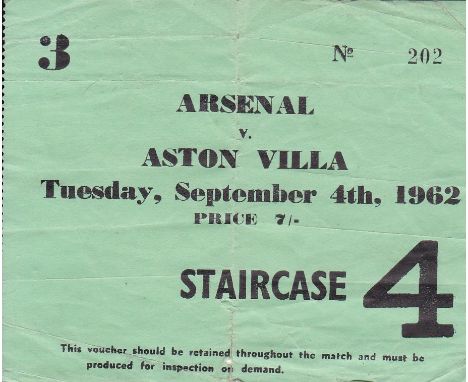 3 Nº 202
ARSENAL
v.
ASTON VILLA
Tuesday, September 4th, 1962
PRICE 7/-
STAIRCASE 4
This voucher should be retained throughout the match and must be
produced for inspection on demand.